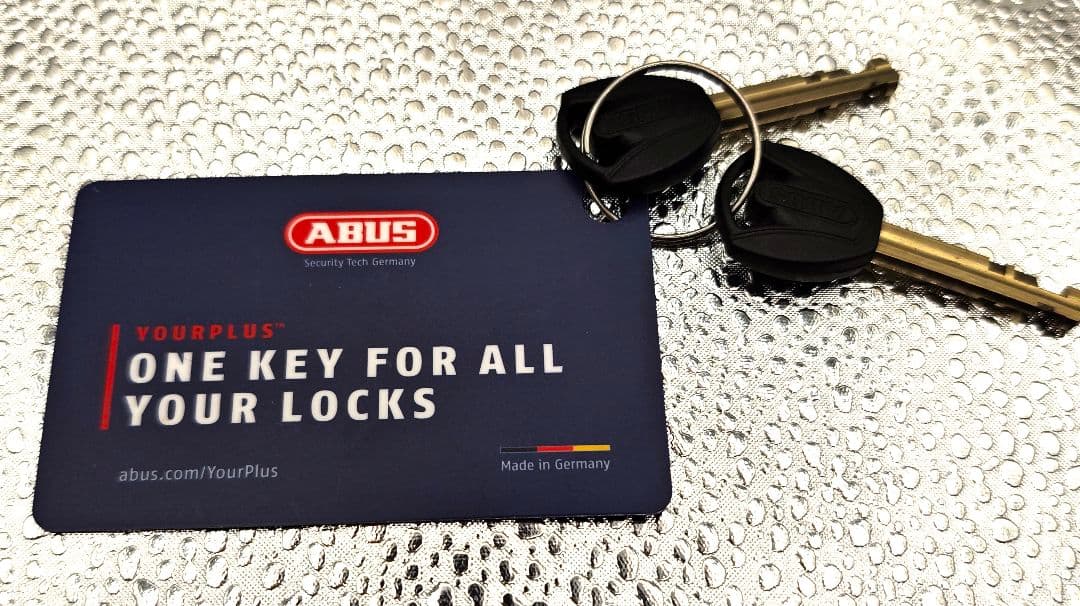 ABUS
Security Tech Germany
YOURPLUS™
ONE KEY FOR ALL
YOUR LOCKS
abus.com/YourPlus
Made in Germany